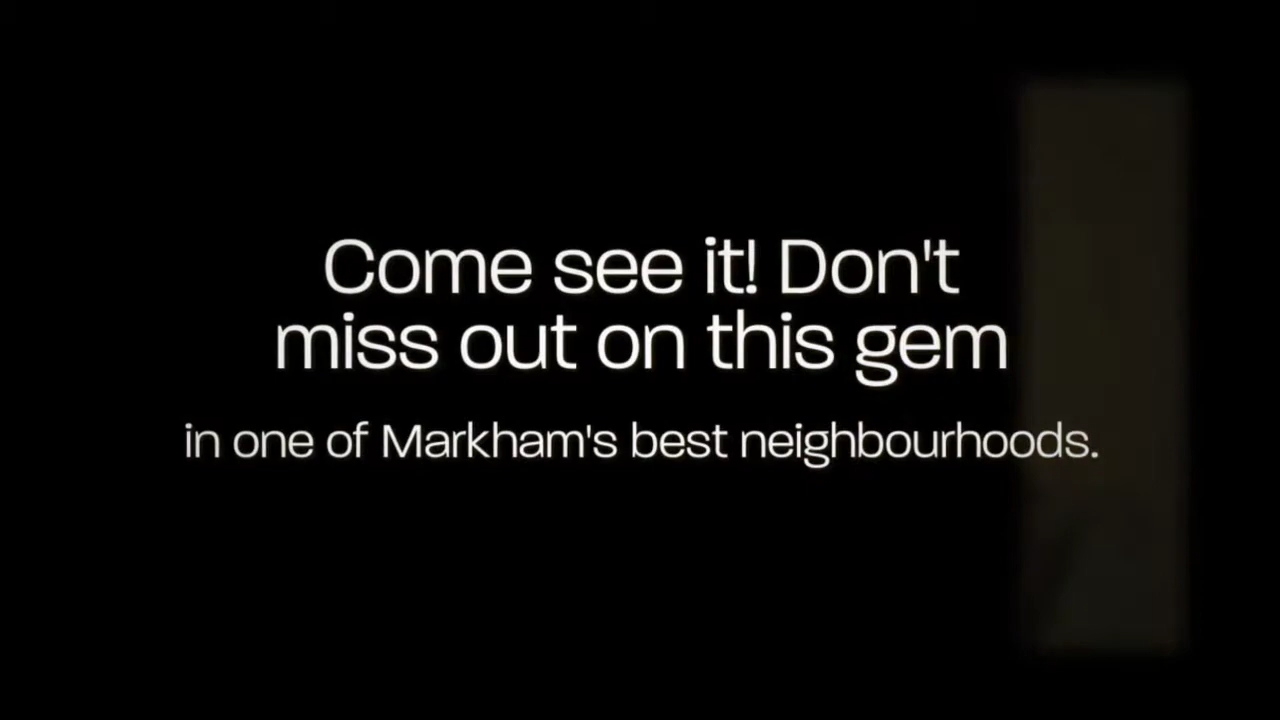 Come see it! Don't
miss out on this gem
in one of Markham's best neighbourhoods.